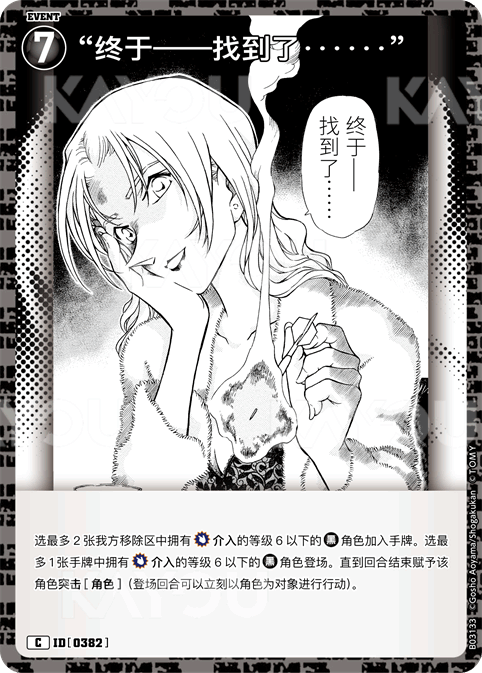 EVENT
7
“终于——找到了······”
终于——
找到了……
KAYOU
选最多2张我方移除区中拥有 介入的等级6以下的黑角色加入手牌。选最
多1张手牌中拥有 介入的等级6以下的黑角色登场。直到回合结束赋予该
角色突击[角色](登场回合可以立刻以角色为对象进行行动)。
C ID[0382]
B03133 ©Gosho Aoyama/Shogakukan ©TOMY